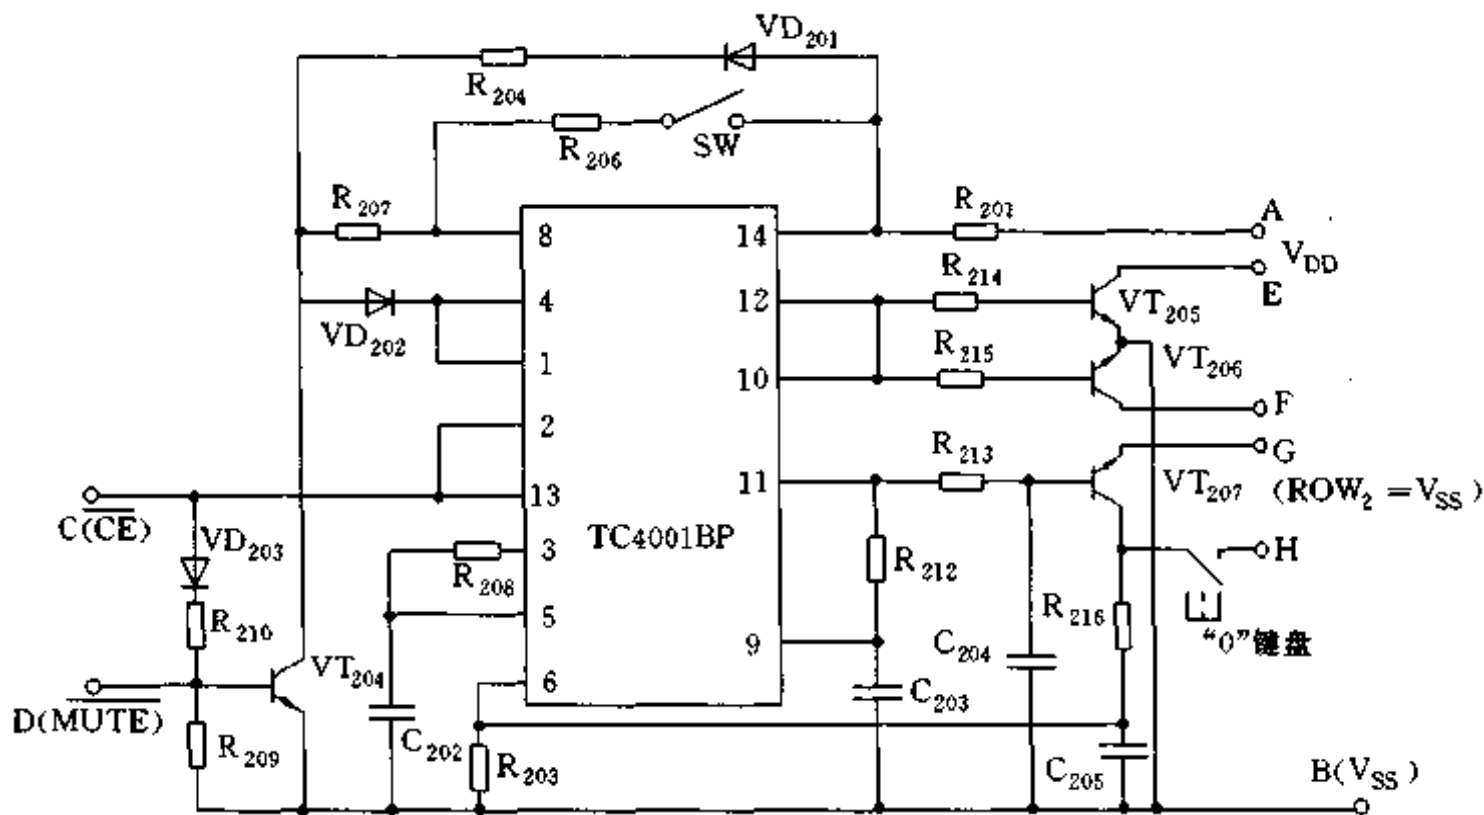 VD201
R204
R206
SW
R207
R202
A
VDD
E
8
14
R214
VT205
4
12
VD202
R215
VT206
1
10
F
2
R213
G
(ROW2 = VSS)
13
11
VT207
C(CE)
VD203
TC4001BP
H
3
R208
R212
R210
5
R216
"0"键盘
9
C204
VT204
6
C203
D(MUTE)
R209
C202
R203
C205
B(VSS)